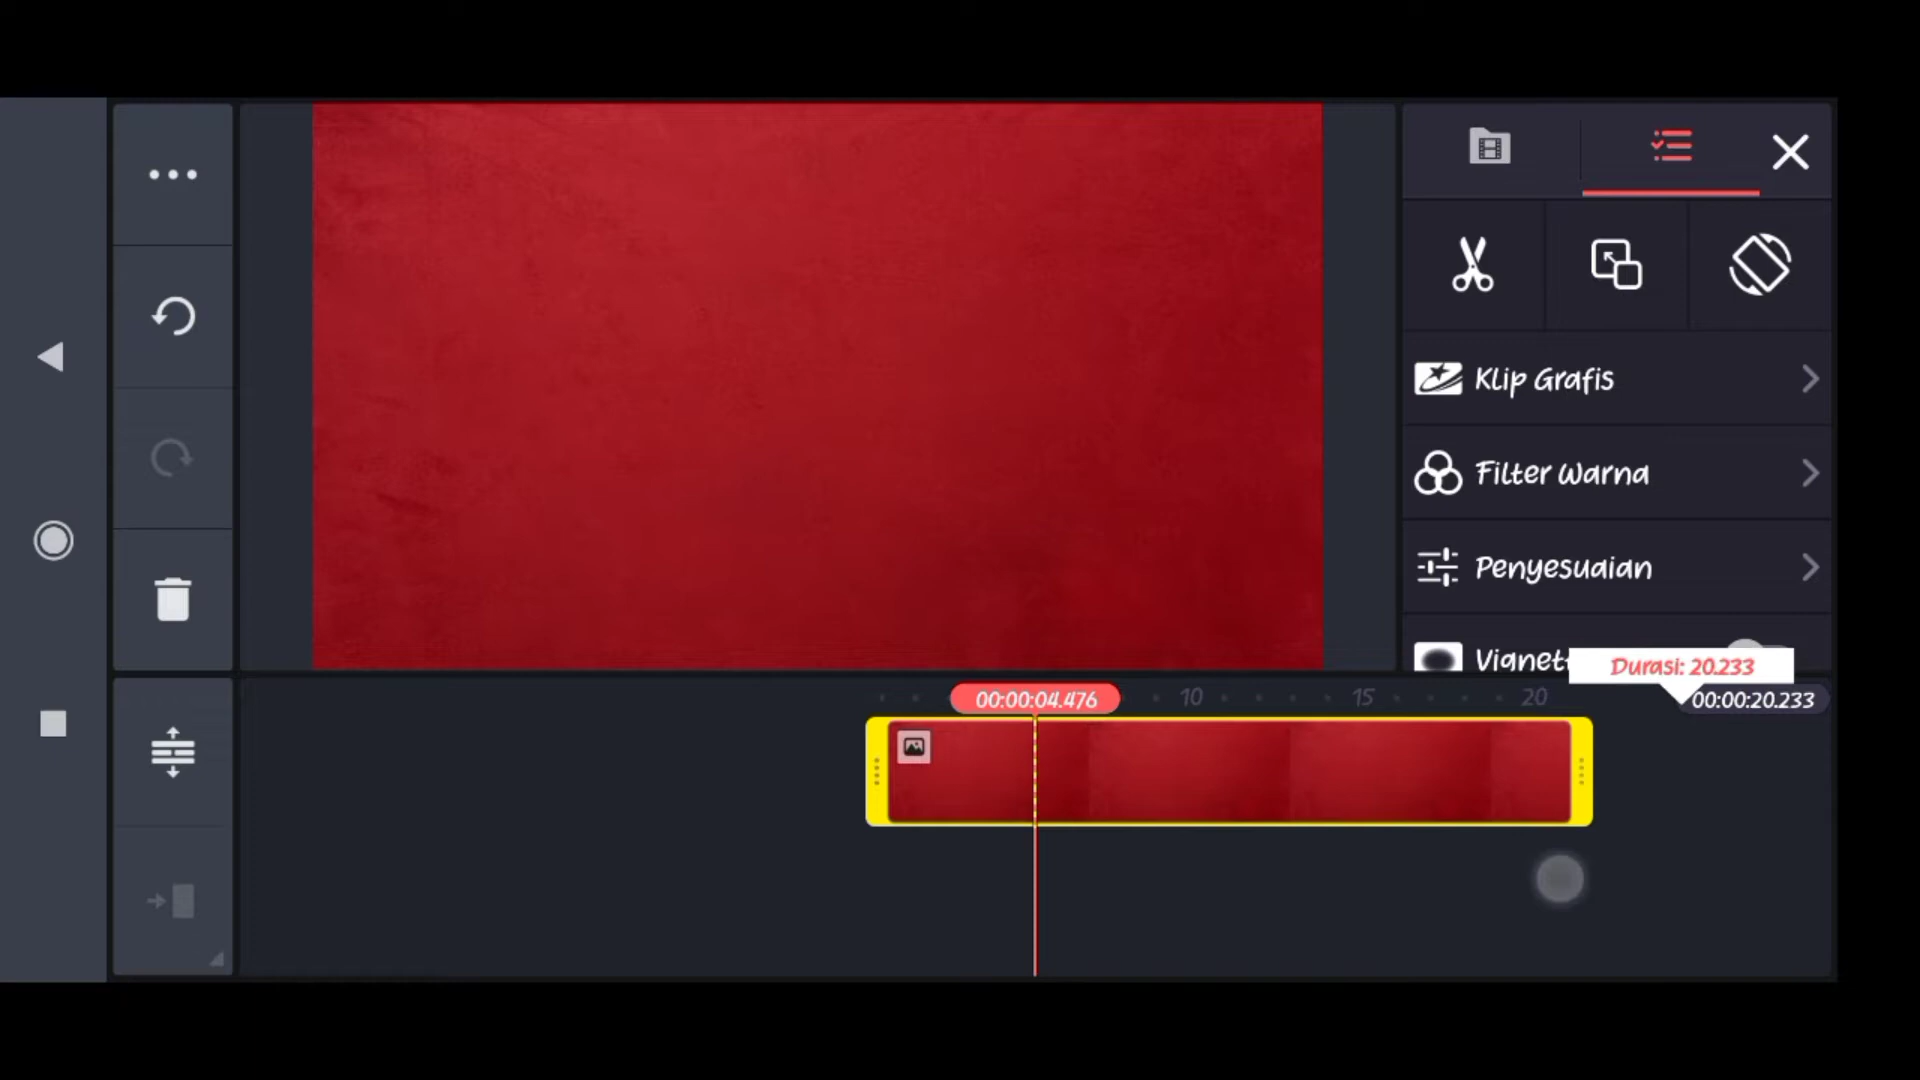 Klip Grafis
Filter Warna
Penyesuaian
Durasi: 20.233
00:00:04.476
10
15
20
00:00:20.233